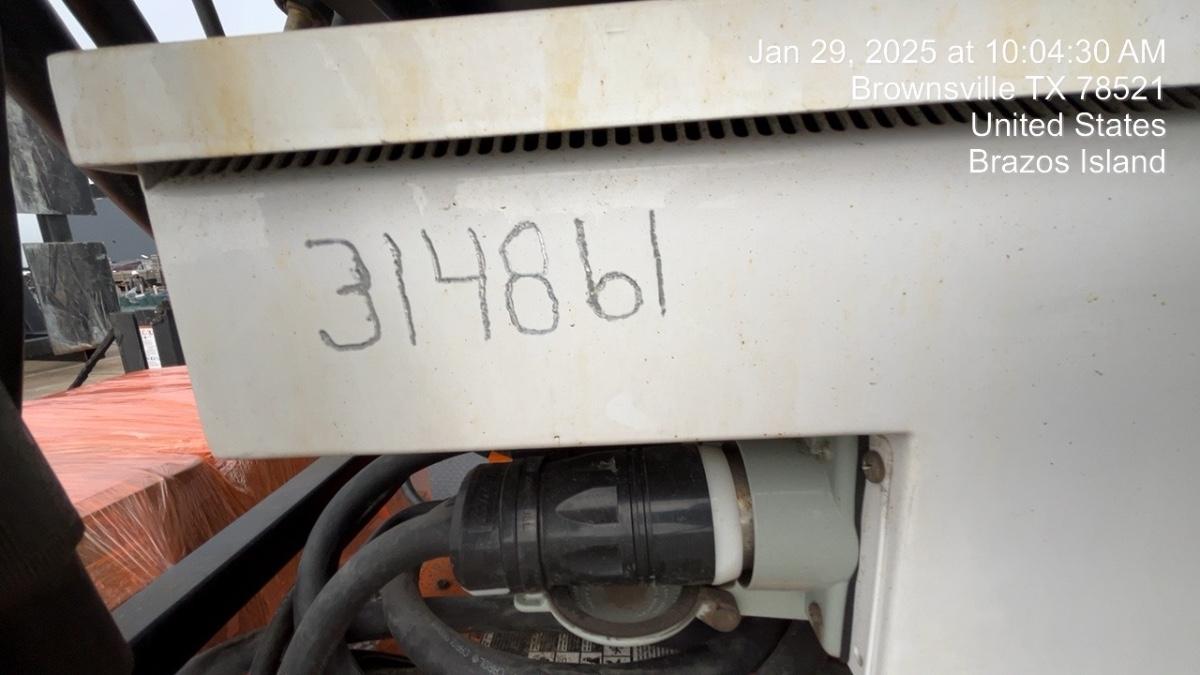 Jan 29, 2025 at 10:04:30 AM
Brownsville TX 78521
United States
Brazos Island
314861